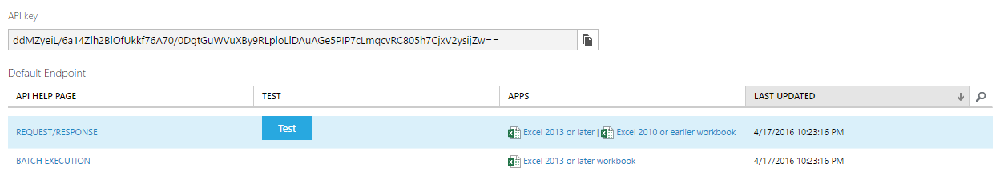 API key
ddMZyeiL/6a14Zlh2BlOfUkkf76A70/0DgtGuWVuXBy9RLploLlDAuAGe5PIP7cLmqcvRC805h7CjxV2ysijZw==
Default Endpoint
API HELP PAGE TEST APPS LAST UPDATED
REQUEST/RESPONSE Test Excel 2013 or later | Excel 2010 or earlier workbook 4/17/2016 10:23:16 PM
BATCH EXECUTION Excel 2013 or later workbook 4/17/2016 10:23:16 PM